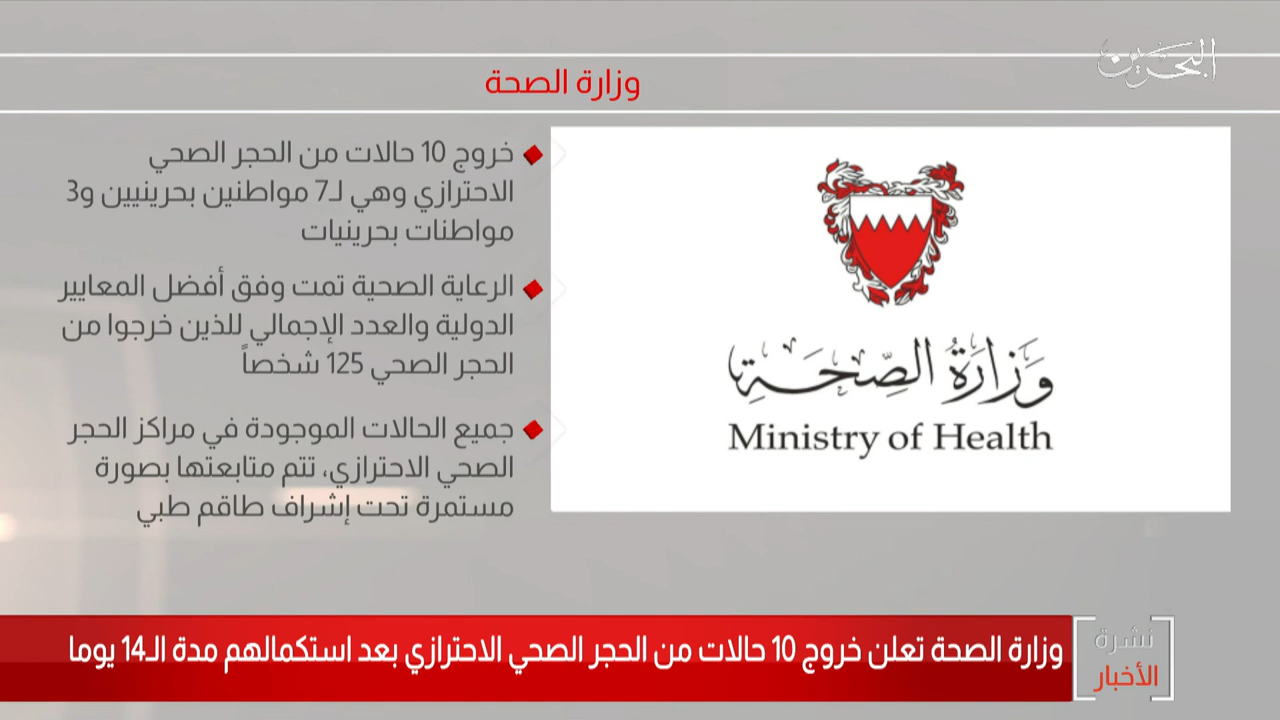 البحرين
وزارة الصحة
خروج 10 حالات من الحجر الصحي
الاحترازي وهي لـ7 مواطنين بحرينيين و3
مواطنات بحرينيات
الرعاية الصحية تمت وفق أفضل المعايير
الدولية والعدد الإجمالي للذين خرجوا من
الحجر الصحي 125 شخصاً
جميع الحالات الموجودة في مراكز الحجر
الصحي الاحترازي، تتم متابعتها بصورة
مستمرة تحت إشراف طاقم طبي
وَزَارَةُ الصِّحَة
Ministry of Health
نشرة
الأخبار
وزارة الصحة تعلن خروج 10 حالات من الحجر الصحي الاحترازي بعد استكمالهم مدة الـ14 يوما